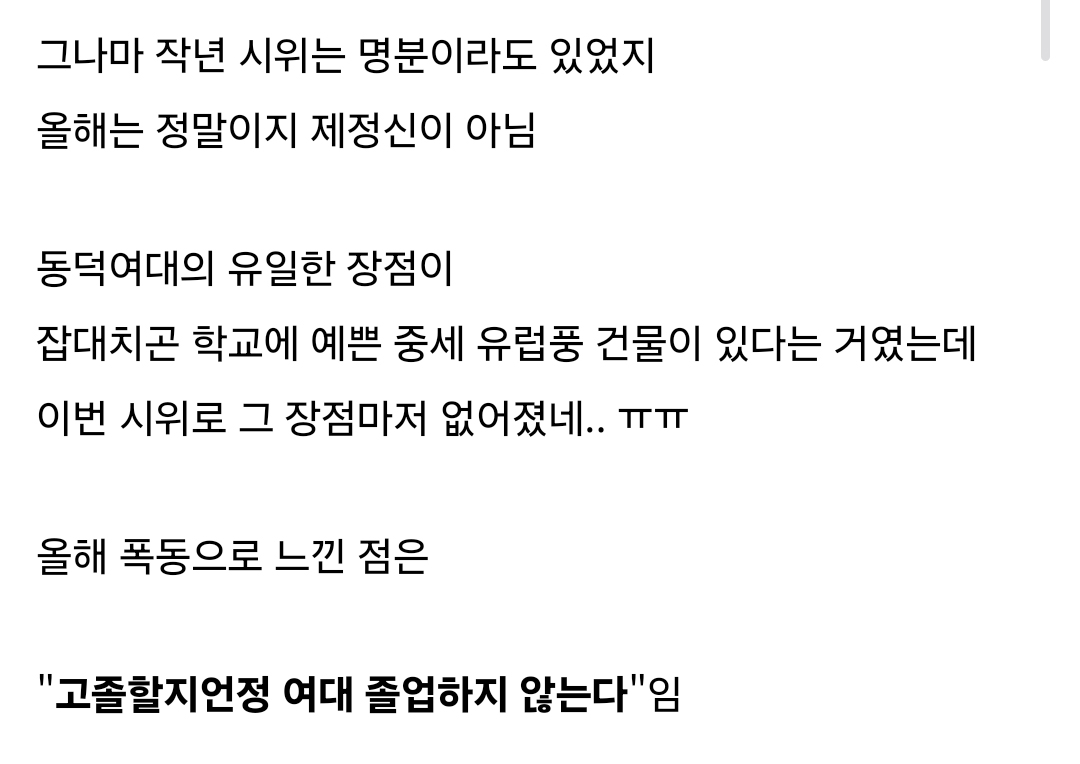 그나마 작년 시위는 명분이라도 있었지
올해는 정말이지 제정신이 아님
동덕여대의 유일한 장점이
잡대치곤 학교에 예쁜 중세 유럽풍 건물이 있다는 거였는데
이번 시위로 그 장점마저 없어졌네.. ㅠㅠ
올해 폭동으로 느낀 점은
"고졸할지언정 여대 졸업하지 않는다"임